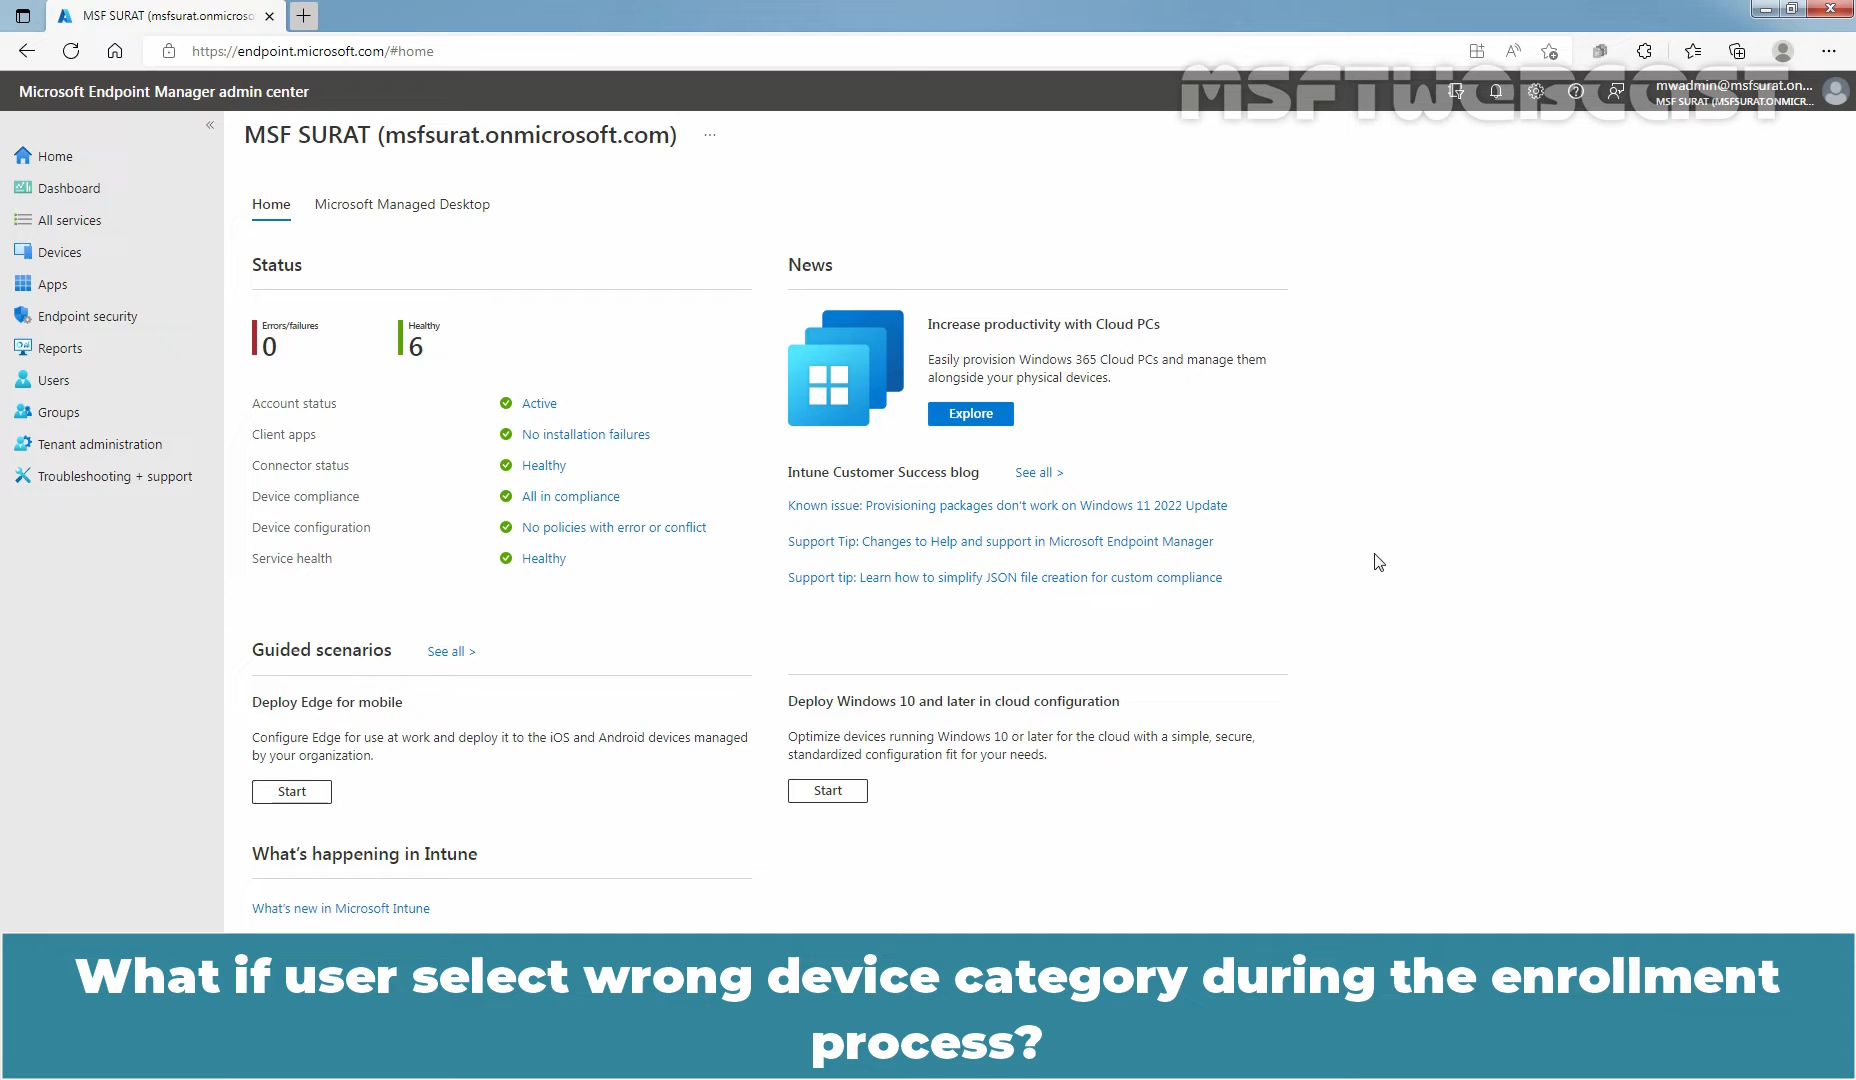 MSF SURAT (msfsurat.onmicroso
https://endpoint.microsoft.com/#home
MSFTWEBCAST
Microsoft Endpoint Manager admin center
mwadmin@msfsurat.on...
MSF SURAT (MSFSURAT.ONMICR...
«
MSF SURAT (msfsurat.onmicrosoft.com) ...
Home
Dashboard
All services
Devices
Apps
Endpoint security
Reports
Users
Groups
Tenant administration
Troubleshooting + support
Home Microsoft Managed Desktop
Status
Errors/failures
0
Healthy
6
Account status Active
Client apps No installation failures
Connector status Healthy
Device compliance All in compliance
Device configuration No policies with error or conflict
Service health Healthy
News
Increase productivity with Cloud PCs
Easily provision Windows 365 Cloud PCs and manage them
alongside your physical devices.
Explore
Intune Customer Success blog See all >
Known issue: Provisioning packages don't work on Windows 11 2022 Update
Support Tip: Changes to Help and support in Microsoft Endpoint Manager
Support tip: Learn how to simplify JSON file creation for custom compliance
Guided scenarios See all >
Deploy Edge for mobile
Configure Edge for use at work and deploy it to the iOS and Android devices managed
by your organization.
Start
Deploy Windows 10 and later in cloud configuration
Optimize devices running Windows 10 or later for the cloud with a simple, secure,
standardized configuration fit for your needs.
Start
What's happening in Intune
What's new in Microsoft Intune
What if user select wrong device category during the enrollment
process?